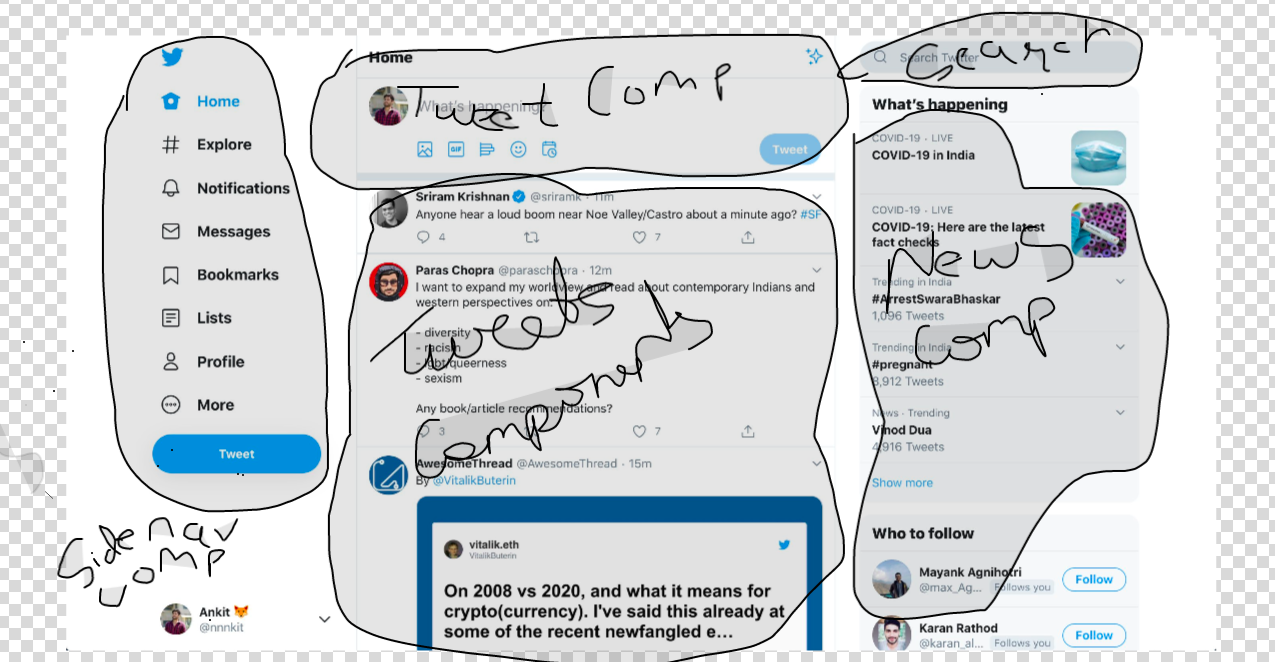 Home
Explore
Notifications
Messages
Bookmarks
Lists
Profile
More
Tweet
Side Nav
comp
Ankit 🦊
@nnnkit
Home
Tweet Comp
What's happening?
GIF
Tweet
Sriram Krishnan @sriramk · 11m
Anyone hear a loud boom near Noe Valley/Castro about a minute ago? #SF
4 7
Paras Chopra @paraschopra · 12m
I want to expand my worldview and read about contemporary Indians and
western perspectives on:
- diversity
- racism
- lgbt/queerness
- sexism
Any book/article recommendations?
3 7
Tweets
Components
AwesomeThread @AwesomeThread · 15m
By @VitalikButerin
vitalik.eth
VitalikButerin
On 2008 vs 2020, and what it means for
crypto(currency). I've said this already at
some of the recent newfangled e...
Search
Search Twitter
What's happening
COVID-19 · LIVE
COVID-19 in India
COVID-19 · LIVE
COVID-19: Here are the latest
fact checks
News
comp
Trending in India
#ArrestSwaraBhaskar
1,096 Tweets
Trending in India
#pregnant
8,912 Tweets
News · Trending
Vinod Dua
4,916 Tweets
Show more
Who to follow
Mayank Agnihotri
@max_Ag... Follows you
Follow
Karan Rathod
@karan_al... Follows you
Follow